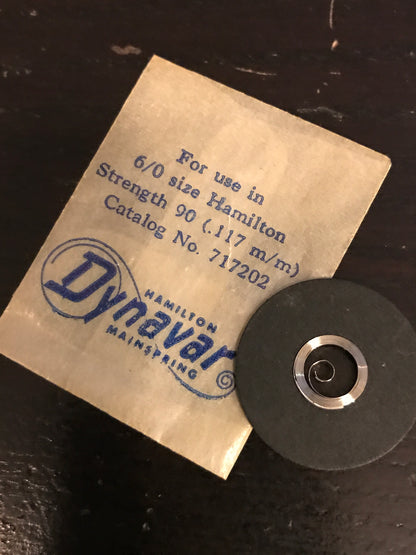 For use in
6/0 size Hamilton
Strength 90 (.117 m/m)
Catalog No. 717202
HAMILTON
Dynavar
MAINSPRING
©